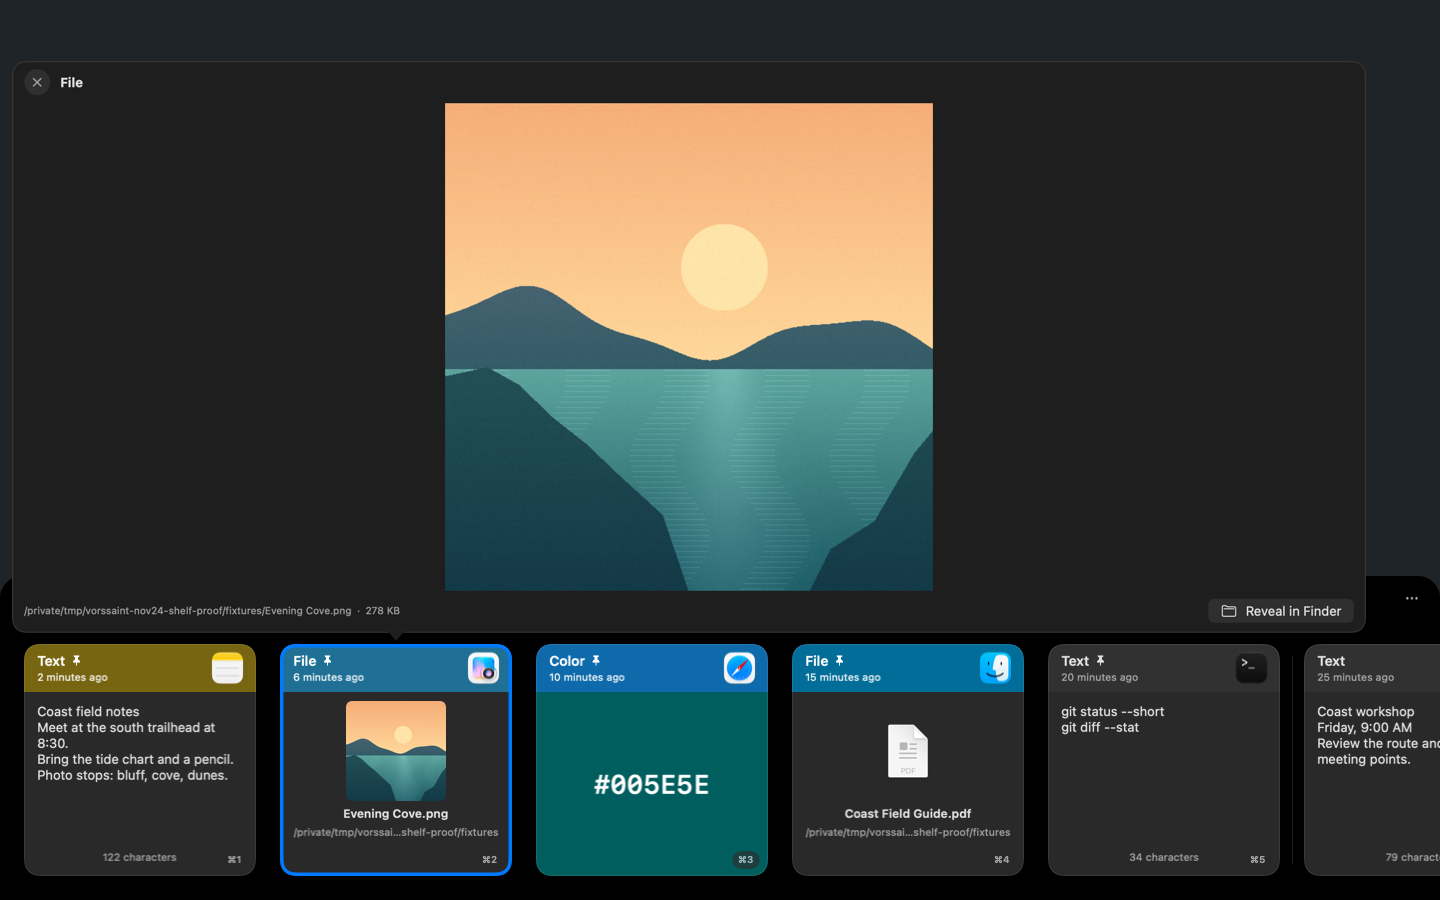 File
/private/tmp/vorssaint-nov24-shelf-proof/fixtures/Evening Cove.png · 278 KB
Reveal in Finder
Text
2 minutes ago
Coast field notes
Meet at the south trailhead at
8:30.
Bring the tide chart and a pencil.
Photo stops: bluff, cove, dunes.
122 characters
⌘1
File
6 minutes ago
Evening Cove.png
/private/tmp/vorssai...shelf-proof/fixtures
⌘2
Color
10 minutes ago
#005E5E
⌘3
File
15 minutes ago
PDF
Coast Field Guide.pdf
/private/tmp/vorssai...shelf-proof/fixtures
⌘4
Text
20 minutes ago
>_
git status --short
git diff --stat
34 characters
⌘5
Text
25 minutes ago
Coast workshop
Friday, 9:00 AM
Review the route and
meeting points.
79 charact